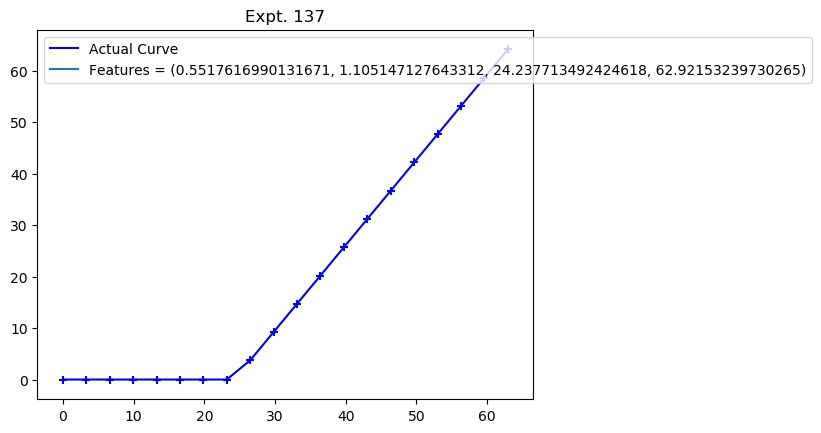 Expt. 137
Actual Curve
Features = (0.5517616990131671, 1.105147127643312, 24.237713492424618, 62.92153239730265)
60
50
40
30
20
10
0
0 10 20 30 40 50 60